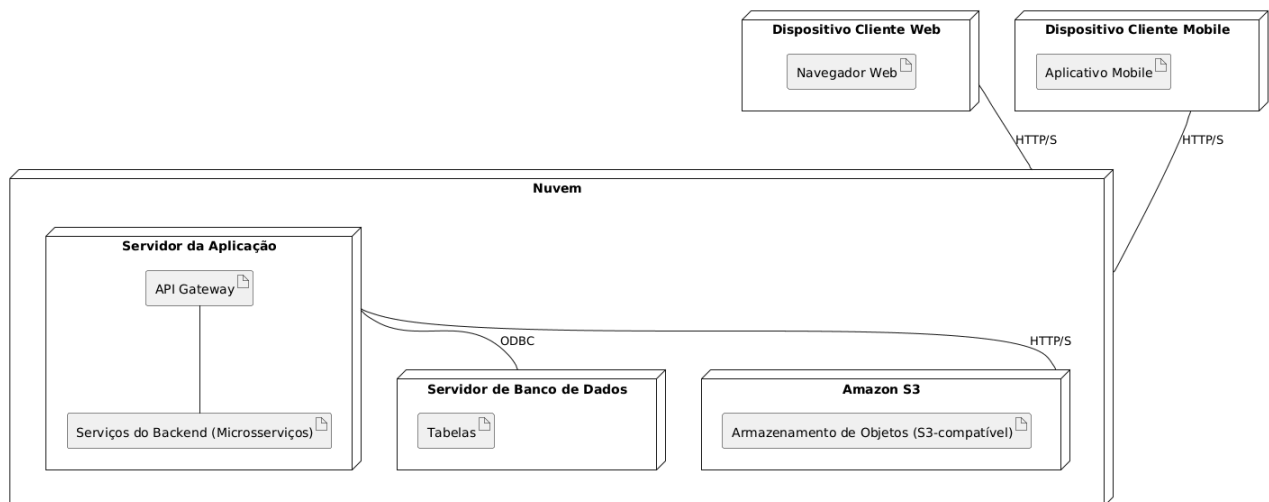 Dispositivo Cliente Web
Navegador Web
Dispositivo Cliente Mobile
Aplicativo Mobile
HTTP/S
HTTP/S
Nuvem
Servidor da Aplicação
API Gateway
Serviços do Backend (Microsserviços)
ODBC
HTTP/S
Servidor de Banco de Dados
Tabelas
Amazon S3
Armazenamento de Objetos (S3-compatível)